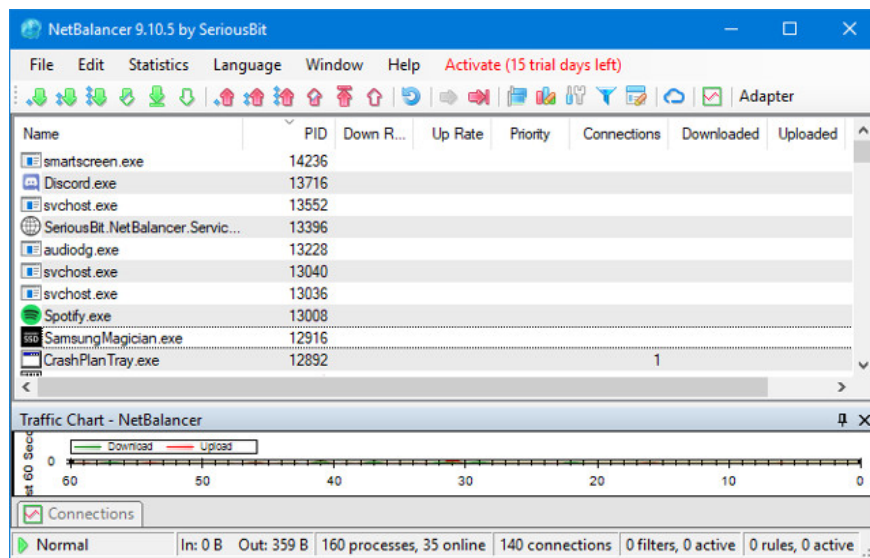 NetBalancer 9.10.5 by SeriousBit
File Edit Statistics Language Window Help Activate (15 trial days left)
Adapter
Name PID Down R... Up Rate Priority Connections Downloaded Uploaded
smartscreen.exe 14236
Discord.exe 13716
svchost.exe 13552
SeriousBit.NetBalancer.Servic... 13396
audiodg.exe 13228
svchost.exe 13040
svchost.exe 13036
Spotify.exe 13008
SSD SamsungMagician.exe 12916
CrashPlanTray.exe 12892 1
Traffic Chart - NetBalancer
Download Upload
st 60 Seco
0
60 50 40 30 20 10 0
Connections
Normal In: 0 B Out: 359 B 160 processes, 35 online 140 connections 0 filters, 0 active 0 rules, 0 active